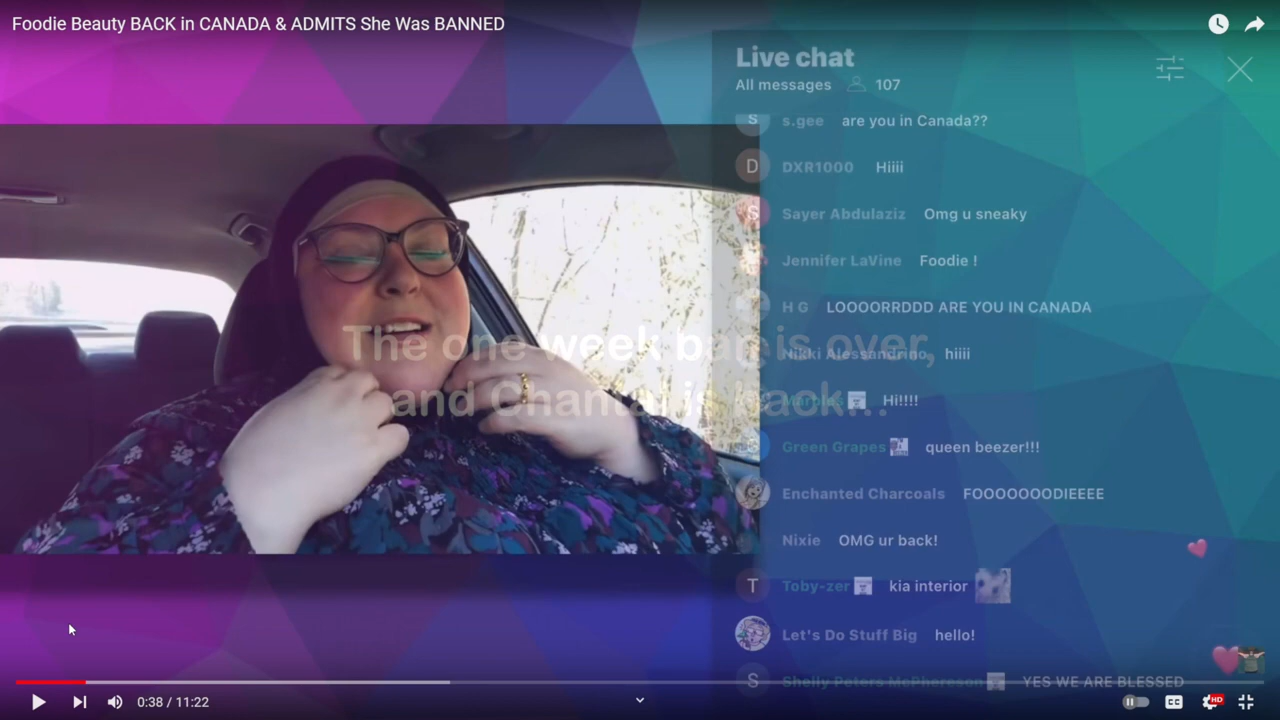 Foodie Beauty BACK in CANADA & ADMITS She Was BANNED
Live chat
All messages 107
S s.gee are you in Canada??
D DXR1000 Hiiii
S Sayer Abdulaziz Omg u sneaky
Jennifer LaVine Foodie !
H G LOOOORRDDD ARE YOU IN CANADA
The one week ban is over,
Nikki Alessandrino hiiii
and Chantal is back...
Marbles Hi!!!!
Green Grapes queen beezer!!!
Enchanted Charcoals FOOOOOOODIEEEE
Nixie OMG ur back!
T Toby-zer kia interior
Let's Do Stuff Big hello!
S Shelly Peters McPhereson YES WE ARE BLESSED
0:38 / 11:22
CC
HD